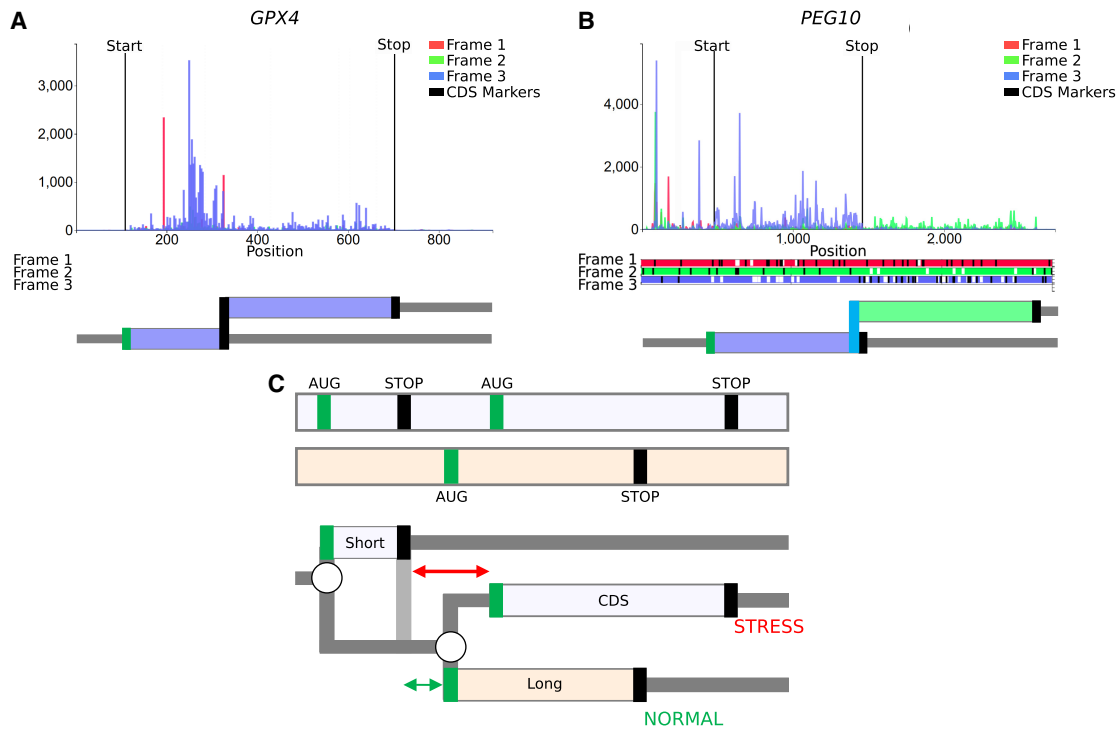 A
GPX4
Start
Stop
Frame 1
Frame 2
Frame 3
CDS Markers
3,000
2,000
1,000
0
200
400
600
800
Position
Frame 1
Frame 2
Frame 3
B
PEG10
Start
Stop
Frame 1
Frame 2
Frame 3
CDS Markers
4,000
2,000
0
1,000
2,000
Position
Frame 1
Frame 2
Frame 3
C
AUG
STOP
AUG
STOP
AUG
STOP
Short
CDS
STRESS
Long
NORMAL